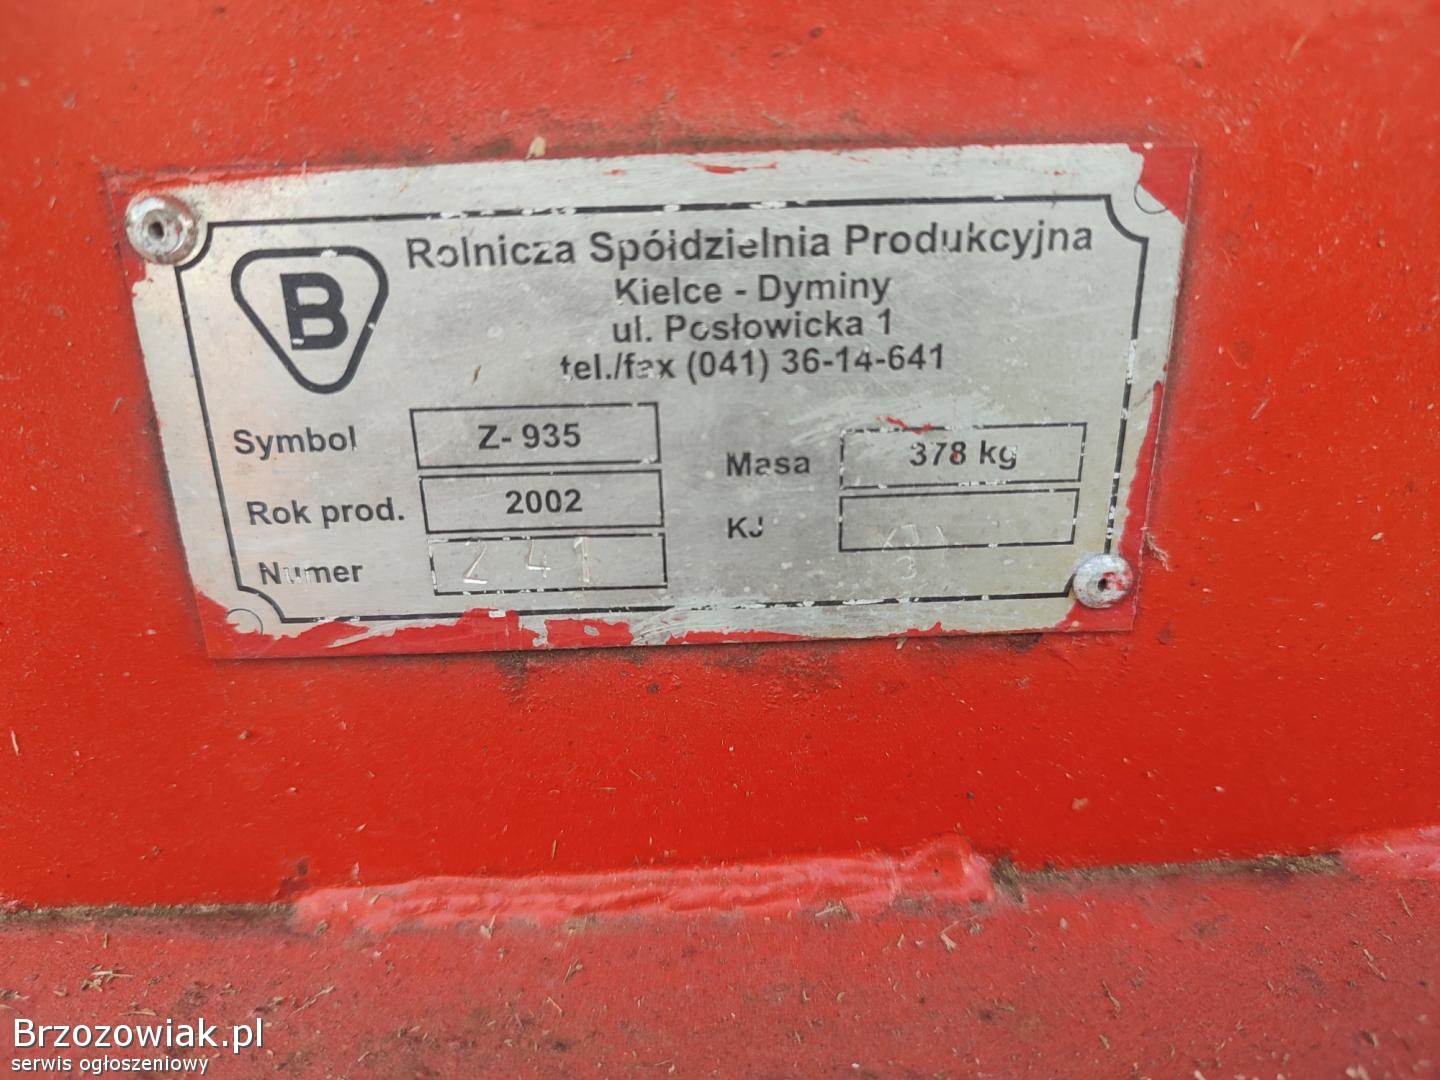 B
Rolnicza Spółdzielnia Produkcyjna
Kielce - Dyminy
ul. Posłowicka 1
tel./fax (041) 36-14-641
Symbol Z- 935
Rok prod. 2002
Numer 241
Masa 378 kg
KJ 3
Brzozowiak.pl
serwis ogłoszeniowy